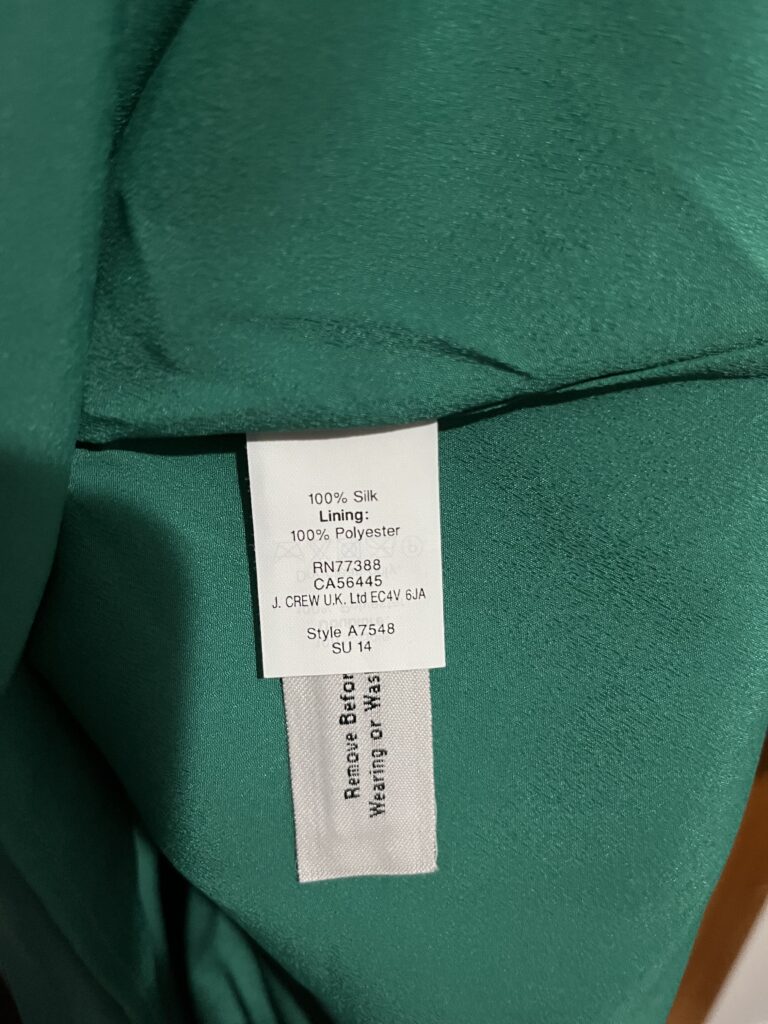 100% Silk
Lining:
100% Polyester
RN77388
CA56445
J. CREW U.K. Ltd EC4V 6JA
Style A7548
SU 14
Remove Befor
Wearing or Was